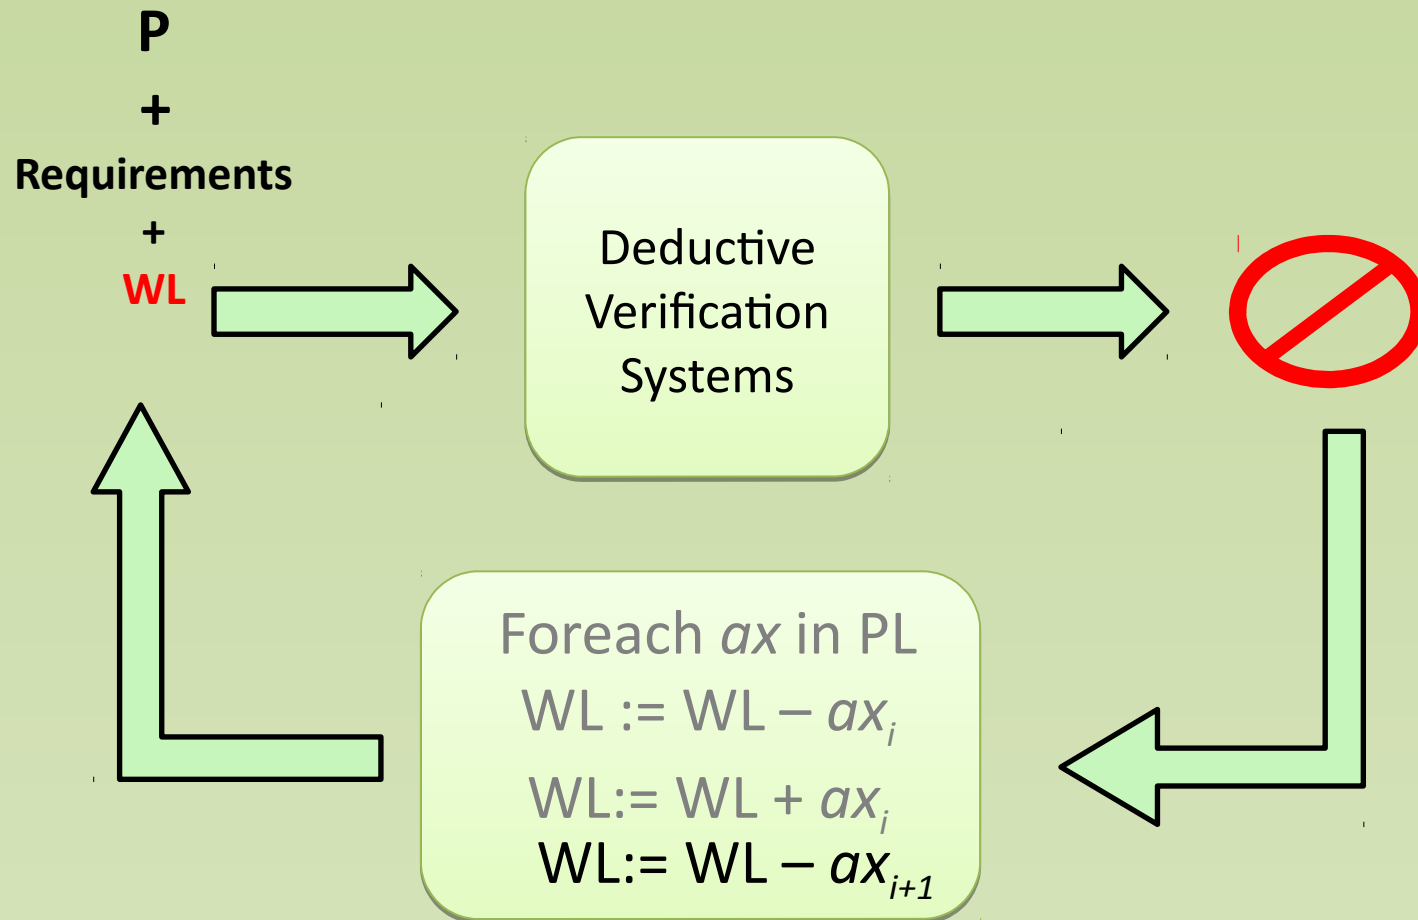 P
+
Requirements
+
WL
Deductive
Verification
Systems
Foreach ax in PL
WL := WL – axᵢ
WL:= WL + axᵢ
WL:= WL – axᵢ₊₁